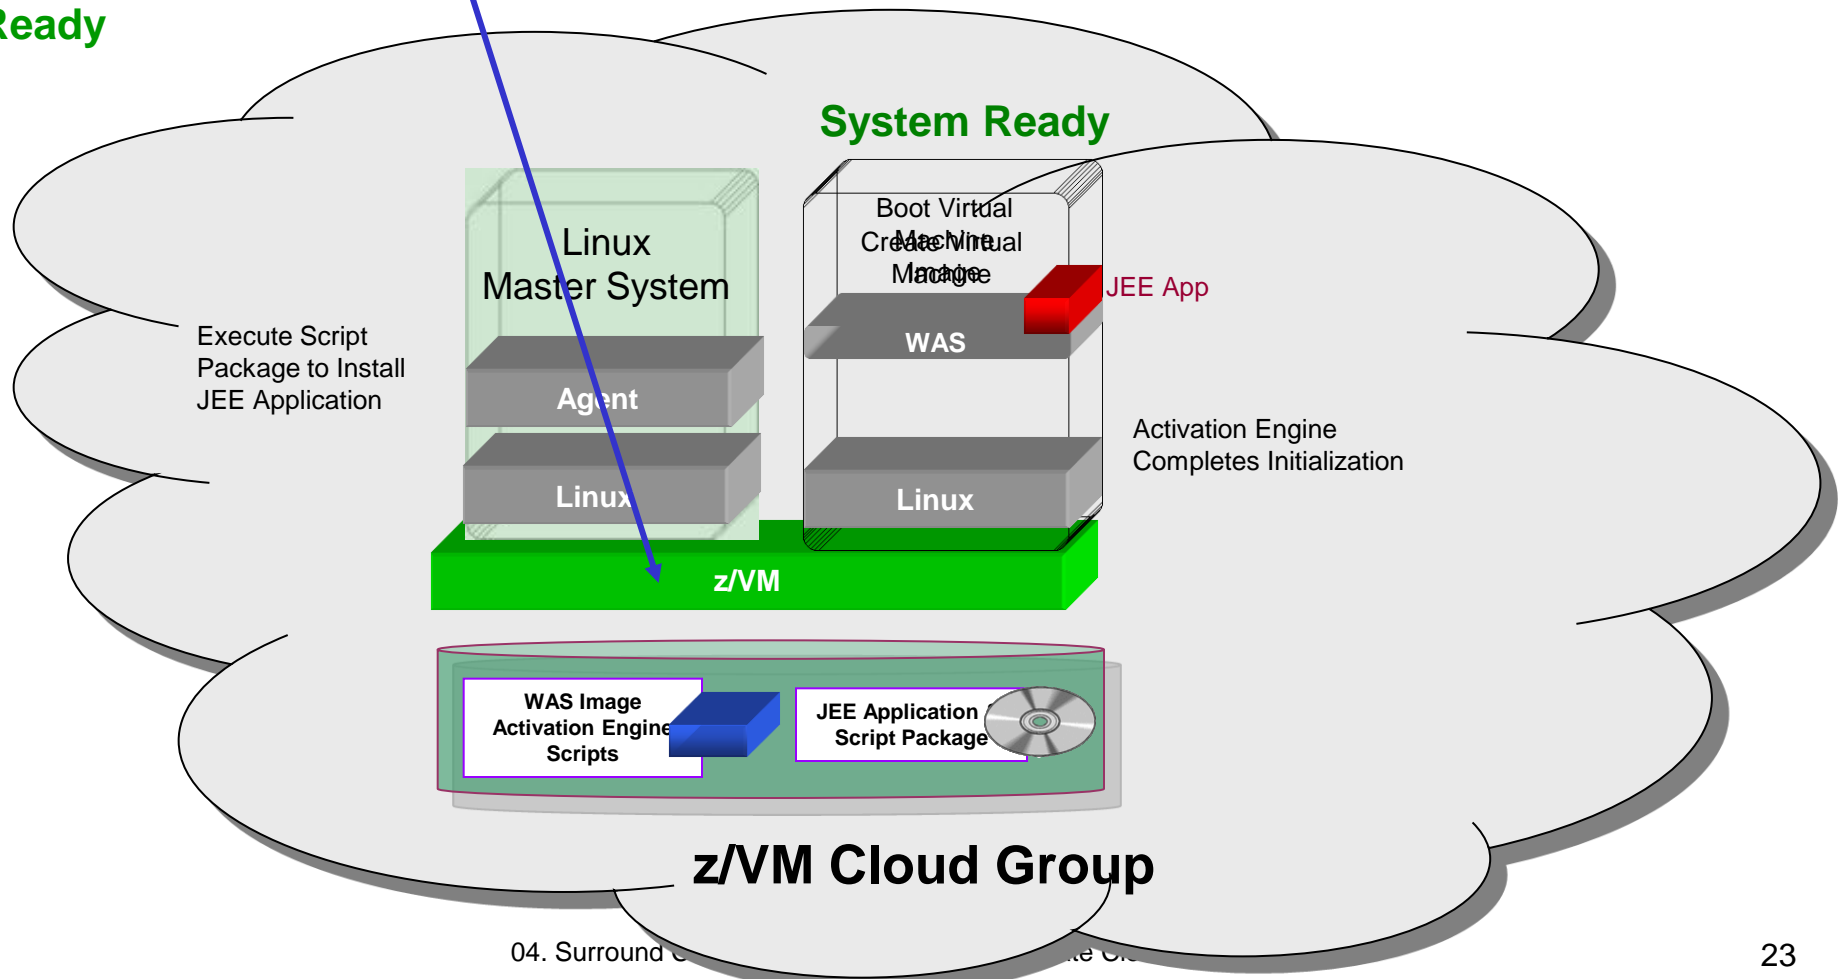 Ready
System Ready
Boot Virtual
Machine
Image
Create Virtual
Machine
Linux
Master System
JEE App
Execute Script
Package to Install
JEE Application
WAS
Agent
Activation Engine
Completes Initialization
Linux
Linux
z/VM
WAS Image
Activation Engine
Scripts
JEE Application
Script Package
z/VM Cloud Group
04. Surround
23